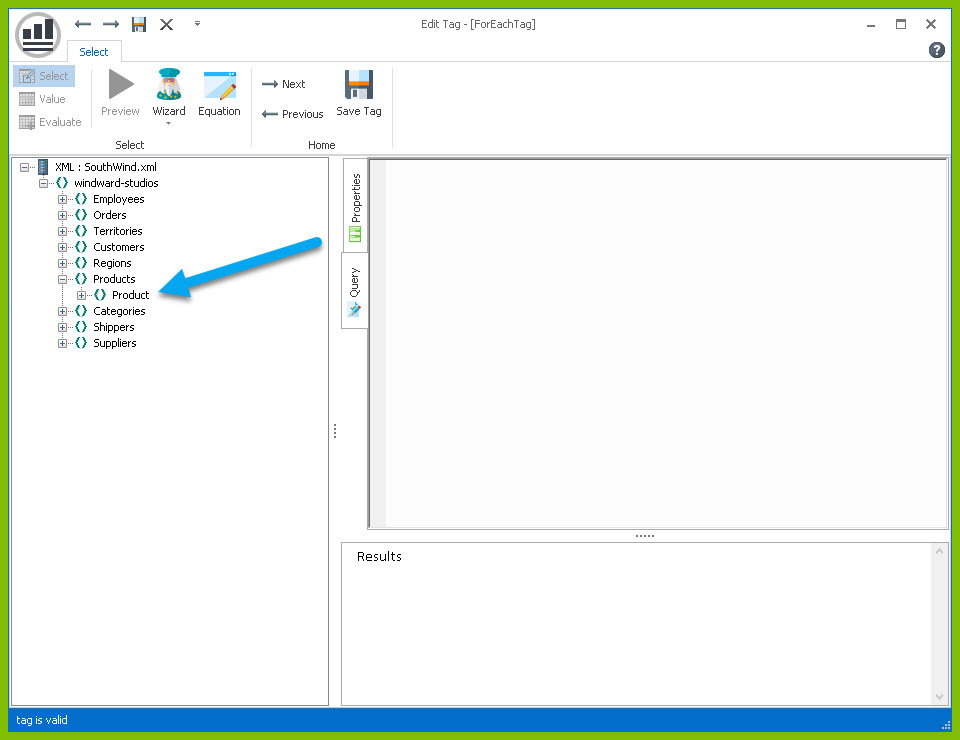 Edit Tag - [ForEachTag]
Select
?
Select
Value
Evaluate
Preview
Wizard
Equation
Select
Next
Previous
Save Tag
Home
XML : SouthWind.xml
windward-studios
Employees
Orders
Territories
Customers
Regions
Products
Product
Categories
Shippers
Suppliers
Properties
Query
Results
tag is valid